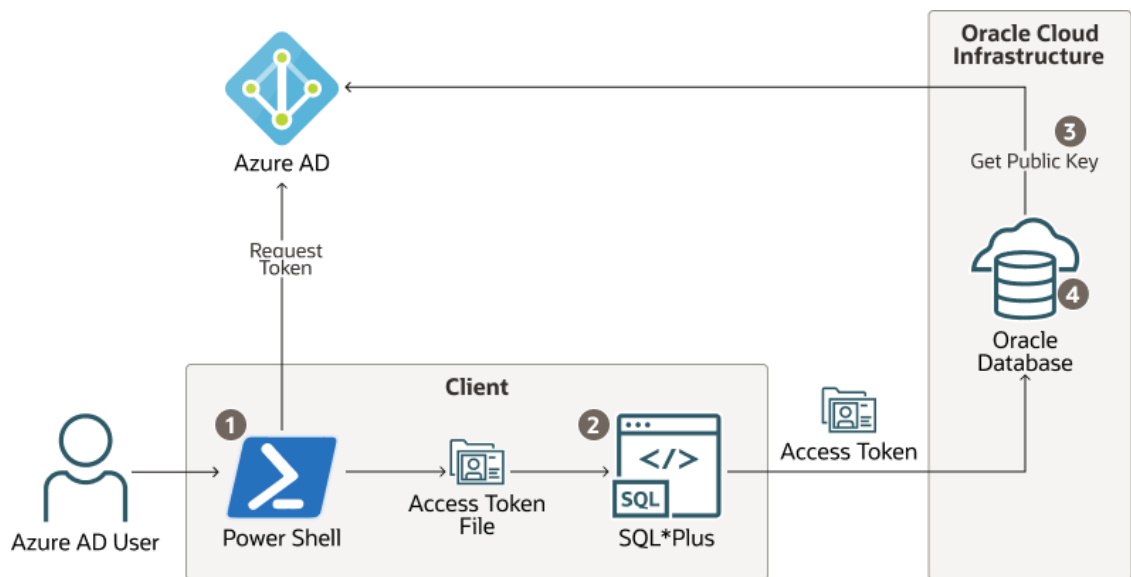 Oracle Cloud
Infrastructure
Azure AD
3
Get Public Key
Request
Token
4
Oracle
Database
Client
1
2
</>
SQL
Access Token
Access Token
File
Power Shell
SQL*Plus
Azure AD User